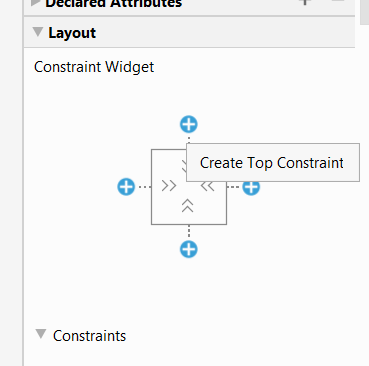 Declared Attributes
Layout
Constraint Widget
Create Top Constraint
Constraints